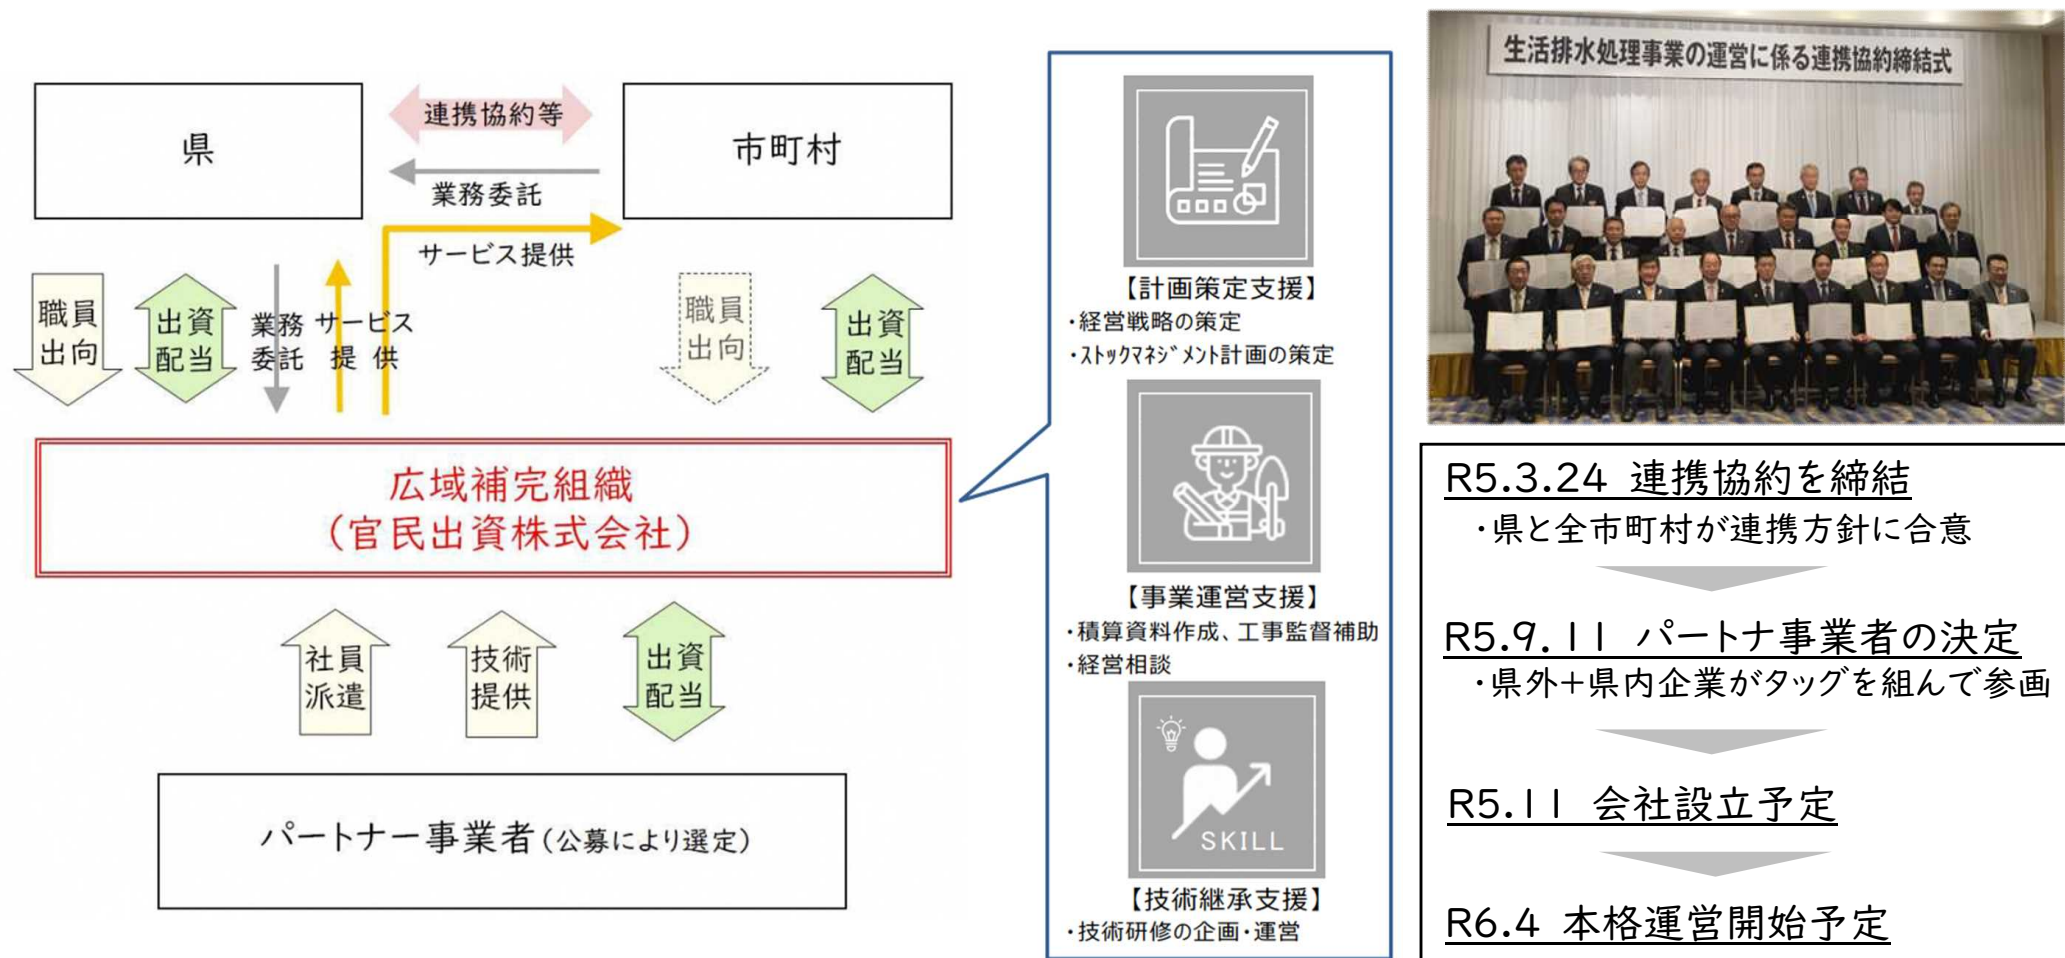 県
連携協約等
市町村
業務委託
サービス提供
職員
出向
出資
配当
業務
委託
サービス
提 供
職員
出向
出資
配当
広域補完組織
(官民出資株式会社)
社員
派遣
技術
提供
出資
配当
パートナー事業者(公募により選定)
【計画策定支援】
・経営戦略の策定
・ストックマネジメント計画の策定
【事業運営支援】
・積算資料作成、工事監督補助
・経営相談
SKILL
【技術継承支援】
・技術研修の企画・運営
生活排水処理事業の運営に係る連携協約締結式
R5.3.24 連携協約を締結
・県と全市町村が連携方針に合意
R5.9.11 パートナ事業者の決定
・県外+県内企業がタッグを組んで参画
R5.11 会社設立予定
R6.4 本格運営開始予定